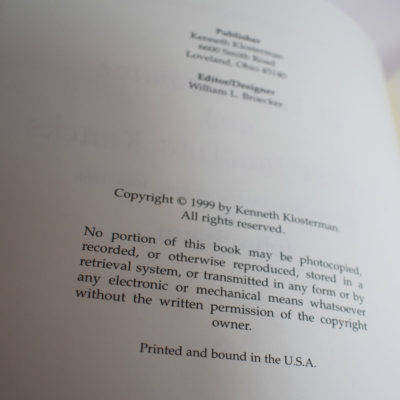 Publisher
Kenneth Klosterman
6600 Smith Road
Loveland, Ohio 45140
Editor/Designer
William L. Broecker
Copyright © 1999 by Kenneth Klosterman.
All rights reserved.
No portion of this book may be photocopied,
recorded, or otherwise reproduced, stored in a
retrieval system, or transmitted in any form or by
any electronic or mechanical means whatsoever
without the written permission of the copyright
owner.
Printed and bound in the U.S.A.